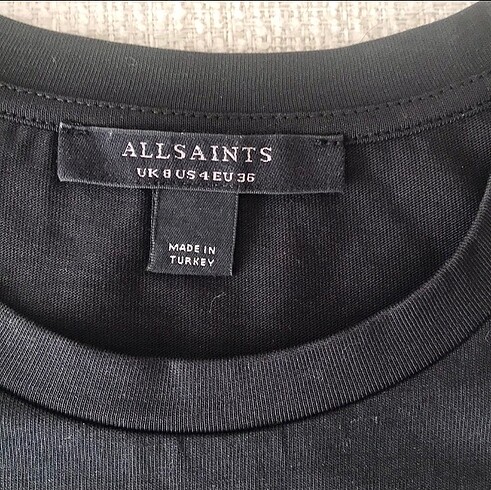 ALLSAINTS
UK 8 US 4 EU 36
MADE IN
TURKEY